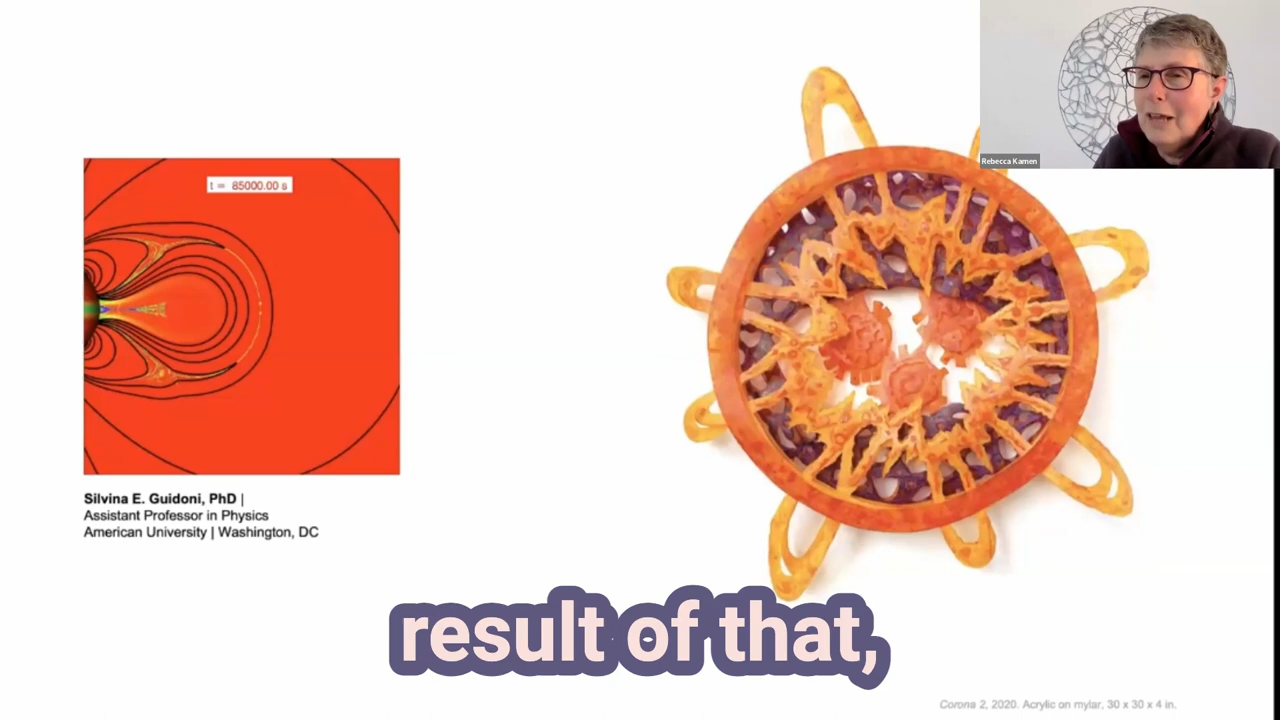 Rebecca Kamen
t = 85000.00 s
Silvina E. Guidoni, PhD |
Assistant Professor in Physics
American University | Washington, DC
result of that,
Corona 2, 2020. Acrylic on mylar, 30 x 30 x 4 in.